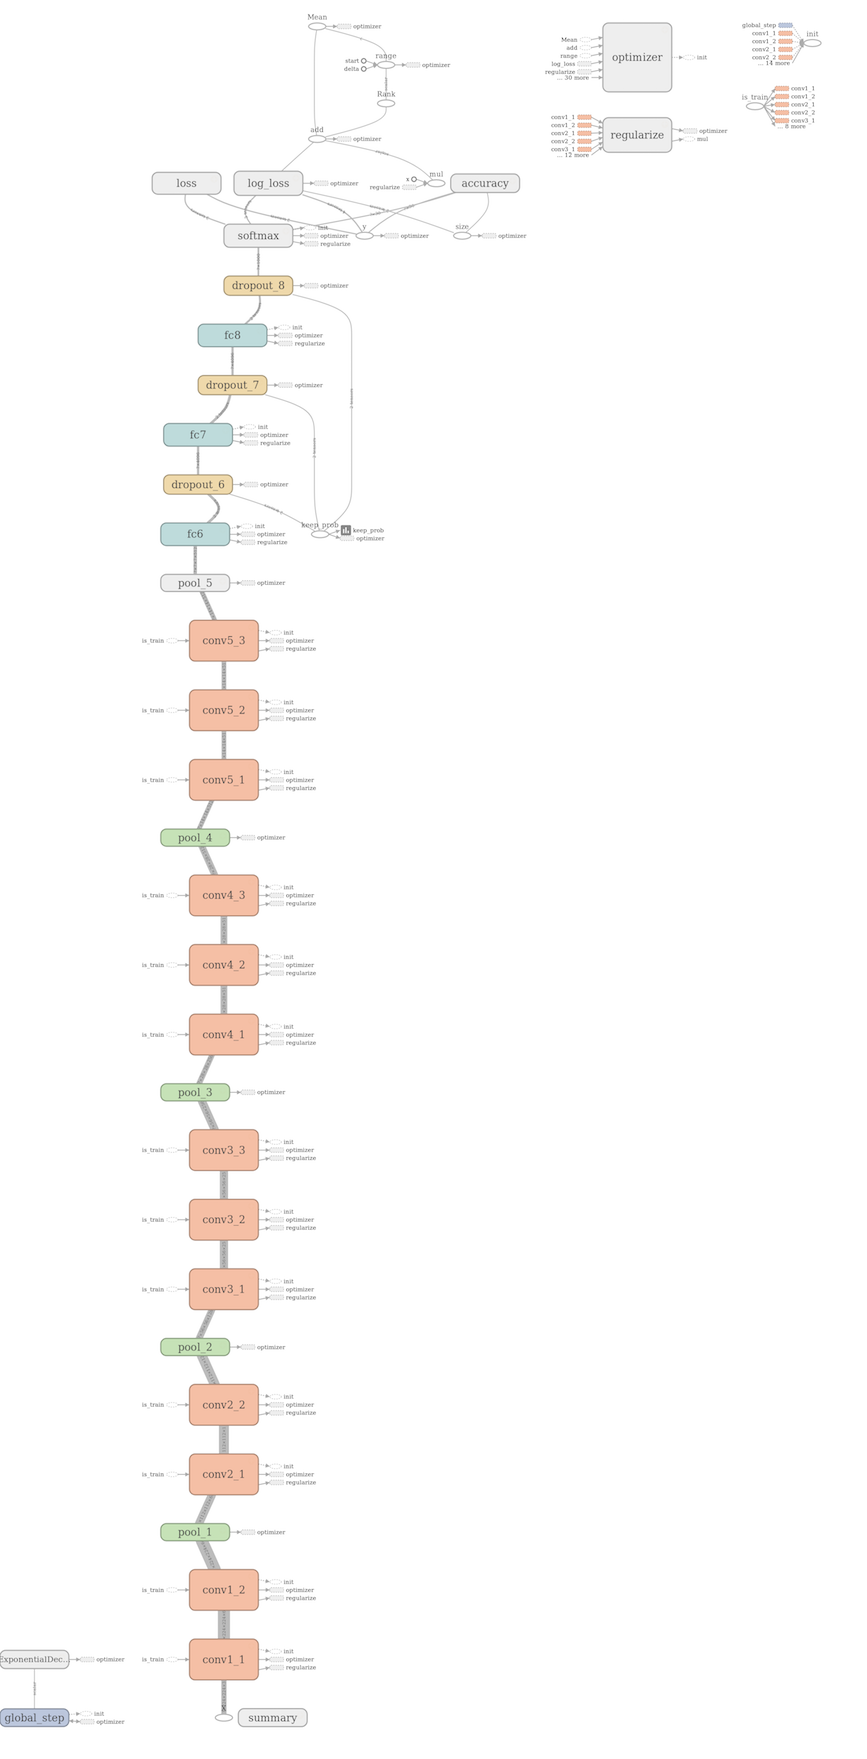 Mean
optimizer
range
start
delta
optimizer
Rank
add
optimizer
mul
x
regularize
loss
log_loss
optimizer
accuracy
softmax
init
optimizer
regularize
y
optimizer
size
optimizer
dropout_8
optimizer
fc8
init
optimizer
regularize
dropout_7
optimizer
fc7
init
optimizer
regularize
dropout_6
optimizer
keep_prob
keep_prob
optimizer
fc6
init
optimizer
regularize
pool_5
optimizer
is_train
conv5_3
init
optimizer
regularize
is_train
conv5_2
init
optimizer
regularize
is_train
conv5_1
init
optimizer
regularize
pool_4
optimizer
is_train
conv4_3
init
optimizer
regularize
is_train
conv4_2
init
optimizer
regularize
is_train
conv4_1
init
optimizer
regularize
pool_3
optimizer
is_train
conv3_3
init
optimizer
regularize
is_train
conv3_2
init
optimizer
regularize
is_train
conv3_1
init
optimizer
regularize
pool_2
optimizer
is_train
conv2_2
init
optimizer
regularize
is_train
conv2_1
init
optimizer
regularize
pool_1
optimizer
is_train
conv1_2
init
optimizer
regularize
is_train
conv1_1
init
optimizer
regularize
summary
ExponentialDec...
optimizer
global_step
init
optimizer
Mean
add
range
log_loss
regularize
... 30 more
optimizer
init
conv1_1
conv1_2
conv2_1
conv2_2
conv3_1
... 12 more
regularize
optimizer
mul
global_step
conv1_1
conv1_2
conv2_1
conv2_2
... 14 more
init
is_train
conv1_1
conv1_2
conv2_1
conv2_2
conv3_1
... 8 more